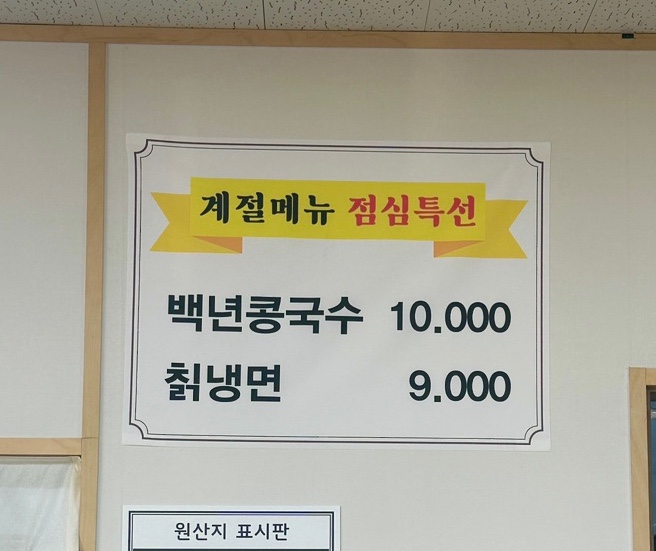 계절메뉴 점심특선
백년콩국수 10.000
칡냉면 9.000
원산지 표시판